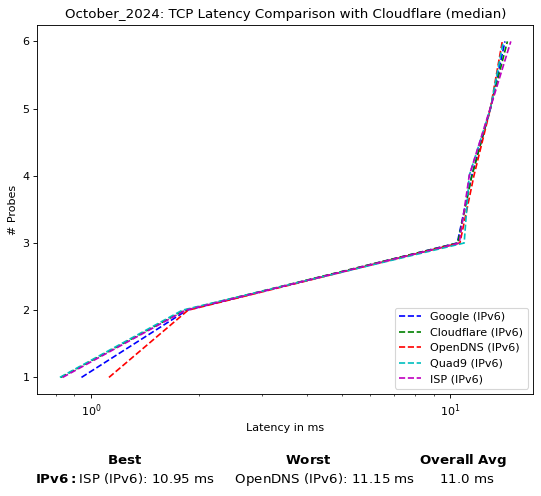 October_2024: TCP Latency Comparison with Cloudflare (median)
6
5
4
3
2
1
# Probes
10⁰
10¹
Latency in ms
Google (IPv6)
Cloudflare (IPv6)
OpenDNS (IPv6)
Quad9 (IPv6)
ISP (IPv6)
Best Worst Overall Avg
IPv6: ISP (IPv6): 10.95 ms OpenDNS (IPv6): 11.15 ms 11.0 ms